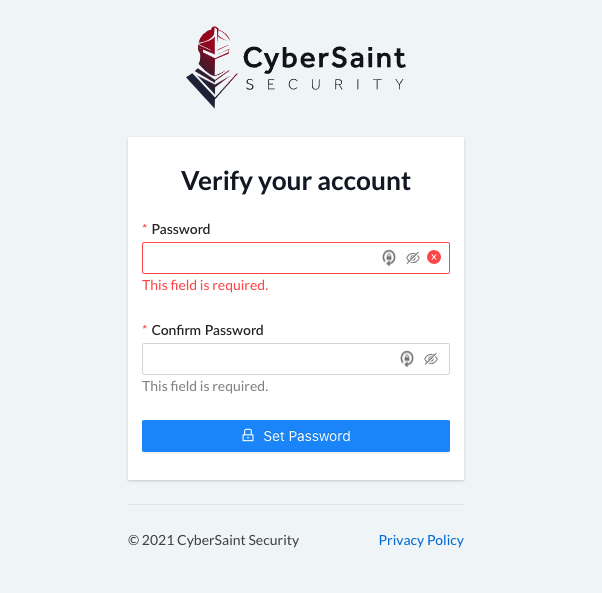 CyberSaint
SECURITY
Verify your account
* Password
This field is required.
* Confirm Password
This field is required.
Set Password
© 2021 CyberSaint Security
Privacy Policy